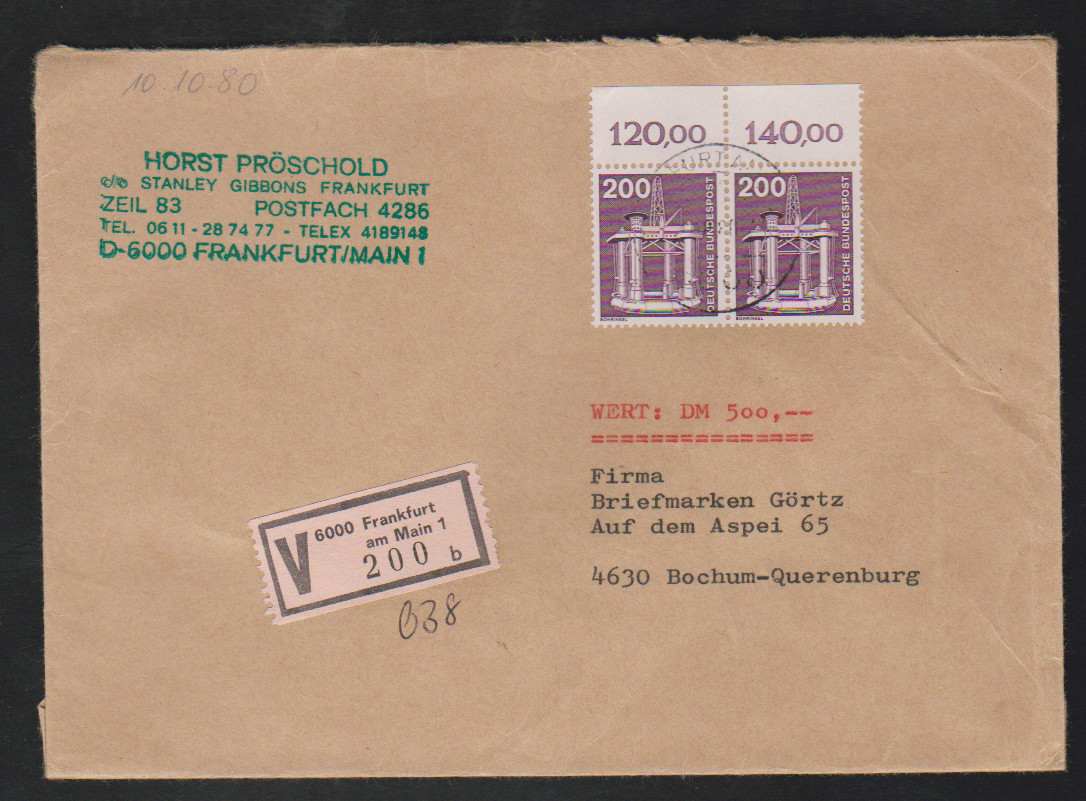 10.10.80
HORST PRÖSCHOLD
c/o STANLEY GIBBONS FRANKFURT
ZEIL 83 POSTFACH 4286
TEL. 0611 - 28 74 77 - TELEX 4189148
D-6000 FRANKFURT/MAIN 1
120,00 140,00
200 DEUTSCHE BUNDESPOST
200 DEUTSCHE BUNDESPOST
WERT: DM 500,--
===============
Firma
Briefmarken Görtz
Auf dem Aspei 65
4630 Bochum-Querenburg
V 6000 Frankfurt
am Main 1
200 b
038